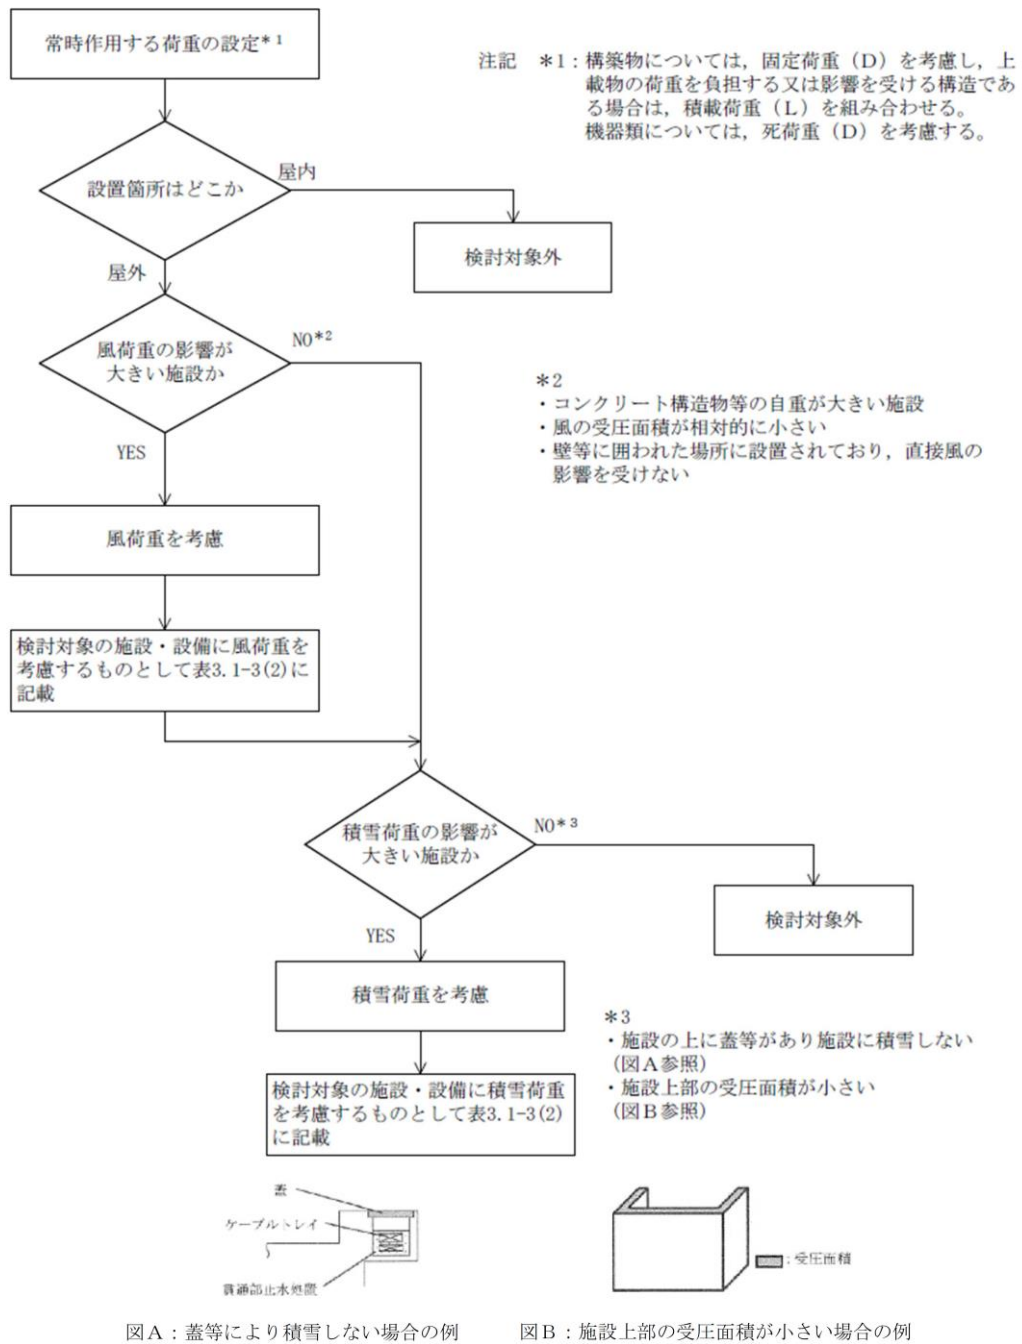 常時作用する荷重の設定*1
注記 *1：構築物については，固定荷重（D）を考慮し，上
載物の荷重を負担する又は影響を受ける構造であ
る場合は，積載荷重（L）を組み合わせる。
機器類については，死荷重（D）を考慮する。
設置箇所はどこか
屋内
検討対象外
屋外
風荷重の影響が
大きい施設か
NO*2
YES
*2
・コンクリート構造物等の自重が大きい施設
・風の受圧面積が相対的に小さい
・壁等に囲われた場所に設置されており，直接風の
影響を受けない
風荷重を考慮
検討対象の施設・設備に風荷重を
考慮するものとして表3.1-3(2)に
記載
積雪荷重の影響が
大きい施設か
NO*3
検討対象外
YES
積雪荷重を考慮
*3
・施設の上に蓋等があり施設に積雪しない
（図A参照）
・施設上部の受圧面積が小さい
（図B参照）
検討対象の施設・設備に積雪荷重
を考慮するものとして表3.1-3(2)
に記載
蓋
ケーブルトレイ
貫通部止水処置
：受圧面積
図A：蓋等により積雪しない場合の例
図B：施設上部の受圧面積が小さい場合の例